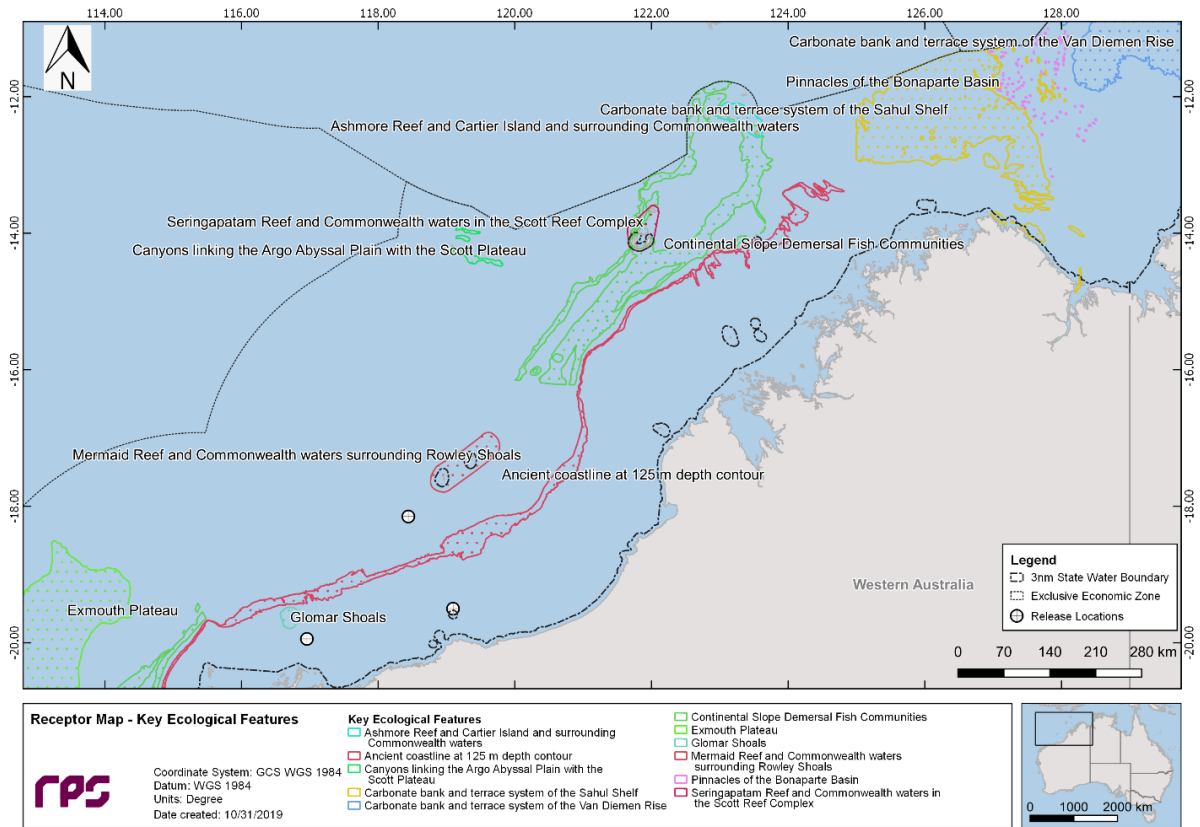 114.00 116.00 118.00 120.00 122.00 124.00 126.00 128.00
N
Carbonate bank and terrace system of the Van Diemen Rise
Pinnacles of the Bonaparte Basin
-12.00 -12.00
Carbonate bank and terrace system of the Sahul Shelf
Ashmore Reef and Cartier Island and surrounding Commonwealth waters
Seringapatam Reef and Commonwealth waters in the Scott Reef Complex
-14.00 -14.00
Continental Slope Demersal Fish Communities
Canyons linking the Argo Abyssal Plain with the Scott Plateau
-16.00 -16.00
Mermaid Reef and Commonwealth waters surrounding Rowley Shoals
Ancient coastline at 125 m depth contour
-18.00 -18.00
Western Australia
Exmouth Plateau
Glomar Shoals
-20.00 -20.00
Legend
3nm State Water Boundary
Exclusive Economic Zone
Release Locations
0 70 140 210 280 km
Receptor Map - Key Ecological Features
rps
Coordinate System: GCS WGS 1984
Datum: WGS 1984
Units: Degree
Date created: 10/31/2019
Key Ecological Features
Ashmore Reef and Cartier Island and surrounding
Commonwealth waters
Ancient coastline at 125 m depth contour
Canyons linking the Argo Abyssal Plain with the
Scott Plateau
Carbonate bank and terrace system of the Sahul Shelf
Carbonate bank and terrace system of the Van Diemen Rise
Continental Slope Demersal Fish Communities
Exmouth Plateau
Glomar Shoals
Mermaid Reef and Commonwealth waters
surrounding Rowley Shoals
Pinnacles of the Bonaparte Basin
Seringapatam Reef and Commonwealth waters in
the Scott Reef Complex
0 1000 2000 km